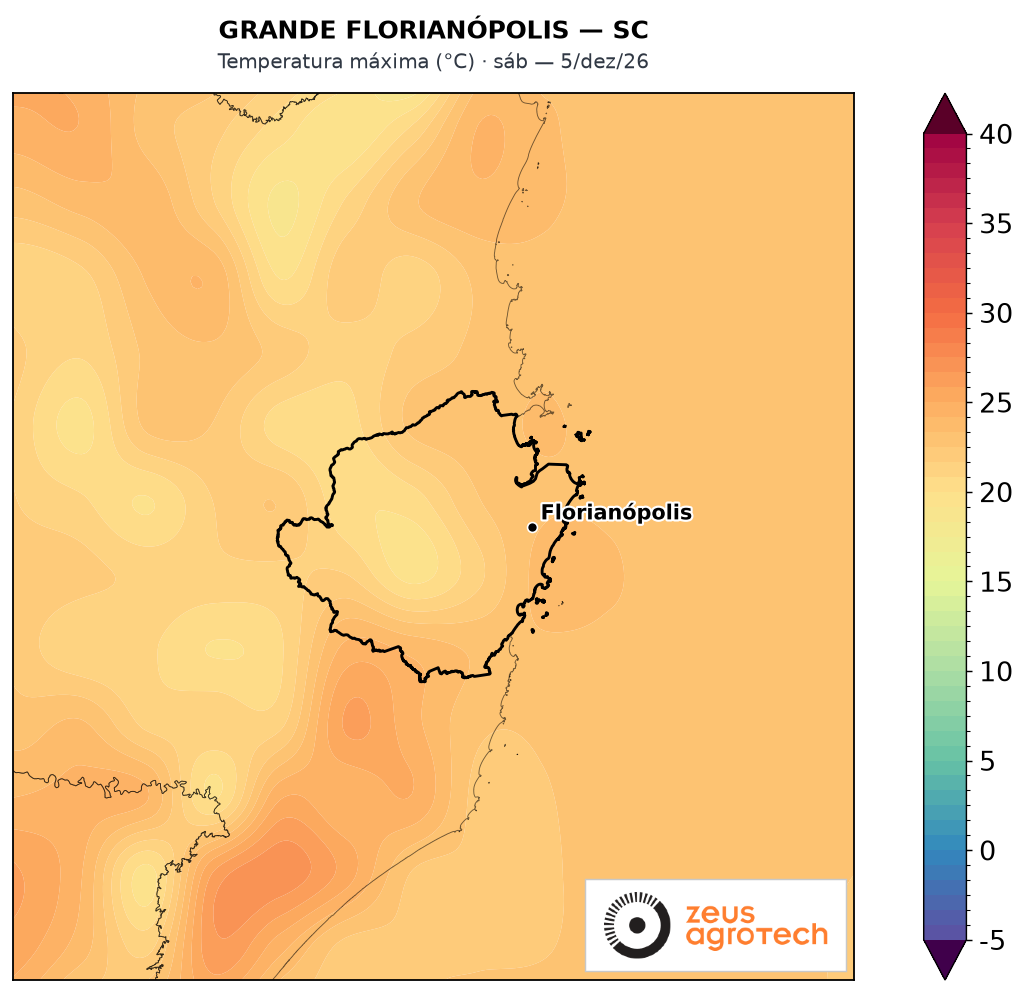 GRANDE FLORIANÓPOLIS — SC
Temperatura máxima (°C) · sáb — 5/dez/26
40
35
30
25
20
15
10
5
0
-5
Florianópolis
zeus
agrotech